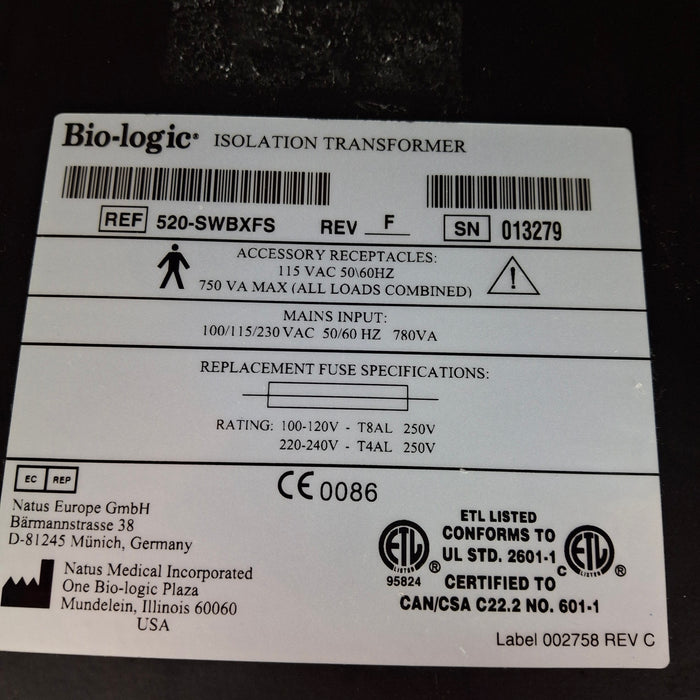 Bio-logic® ISOLATION TRANSFORMER
REF 520-SWBXFS REV F SN 013279
ACCESSORY RECEPTACLES:
115 VAC 50\60HZ
750 VA MAX (ALL LOADS COMBINED)
MAINS INPUT:
100/115/230 VAC 50/60 HZ 780VA
REPLACEMENT FUSE SPECIFICATIONS:
RATING: 100-120V - T8AL 250V
220-240V - T4AL 250V
EC REP
CE 0086
Natus Europe GmbH
Bärmannstrasse 38
D-81245 Münich, Germany
Natus Medical Incorporated
One Bio-logic Plaza
Mundelein, Illinois 60060
USA
ETL LISTED
CONFORMS TO
UL STD. 2601-1
CERTIFIED TO
CAN/CSA C22.2 NO. 601-1
ETL LISTED ®
95824
C ETL LISTED ®
Label 002758 REV C